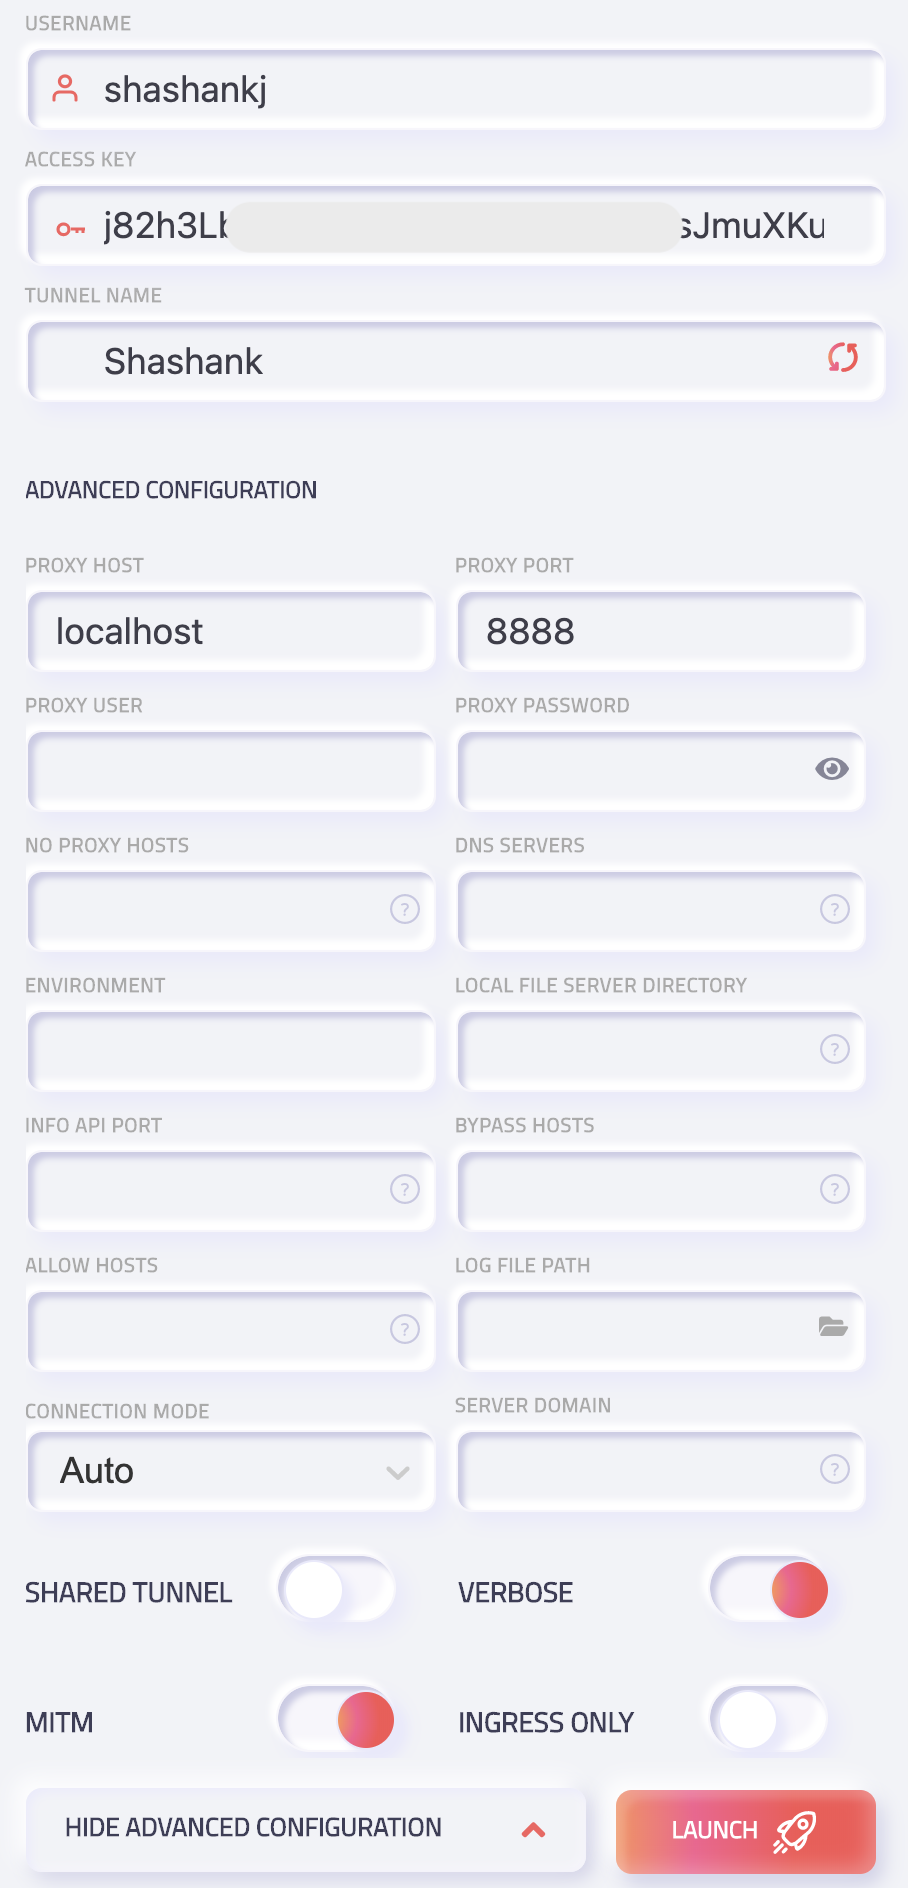 USERNAME
shashankj
ACCESS KEY
j82h3Lb sJmuXKu
TUNNEL NAME
Shashank
ADVANCED CONFIGURATION
PROXY HOST
PROXY PORT
localhost
8888
PROXY USER
PROXY PASSWORD
NO PROXY HOSTS
DNS SERVERS
?
?
ENVIRONMENT
LOCAL FILE SERVER DIRECTORY
?
INFO API PORT
BYPASS HOSTS
?
?
ALLOW HOSTS
LOG FILE PATH
?
CONNECTION MODE
SERVER DOMAIN
Auto
?
SHARED TUNNEL
VERBOSE
MITM
INGRESS ONLY
HIDE ADVANCED CONFIGURATION
LAUNCH